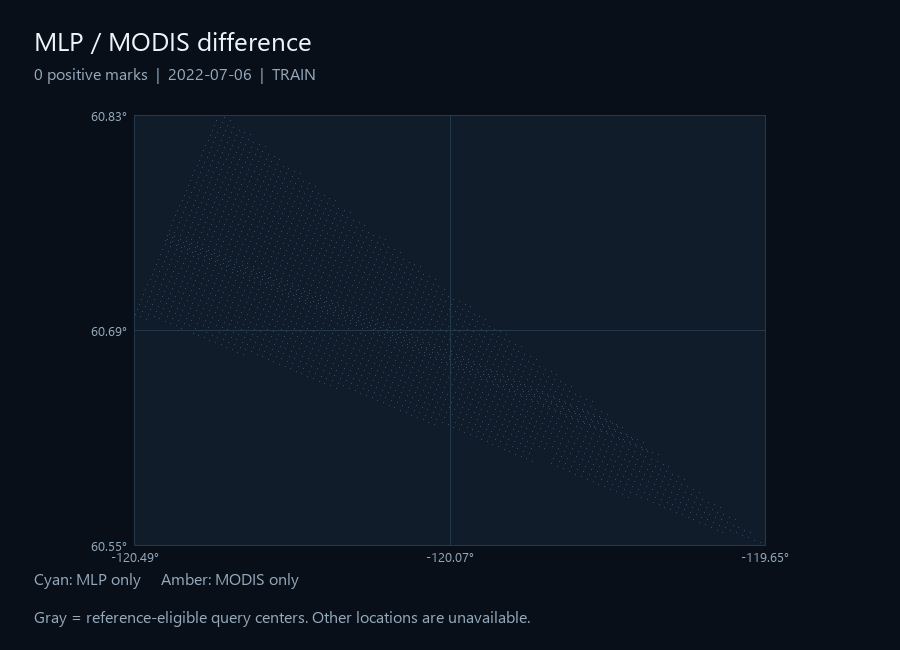 MLP / MODIS difference
0 positive marks | 2022-07-06 | TRAIN
60.83°
60.69°
60.55°
-120.49° -120.07° -119.65°
Cyan: MLP only Amber: MODIS only
Gray = reference-eligible query centers. Other locations are unavailable.